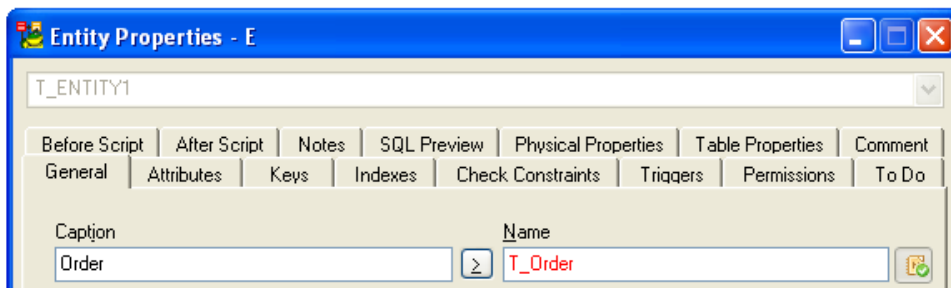 Entity Properties - E
T_ENTITY1
Before Script After Script Notes SQL Preview Physical Properties Table Properties Comment
General Attributes Keys Indexes Check Constraints Triggers Permissions To Do
Caption Name
Order > T_Order